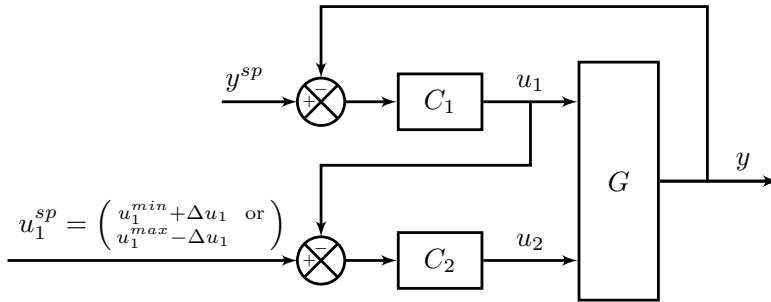 y^{sp}
−
+
C_1
u_1
G
y
u_1^{sp} = ( u_1^{min}+Δu_1 or
u_1^{max}−Δu_1 )
−
+
C_2
u_2